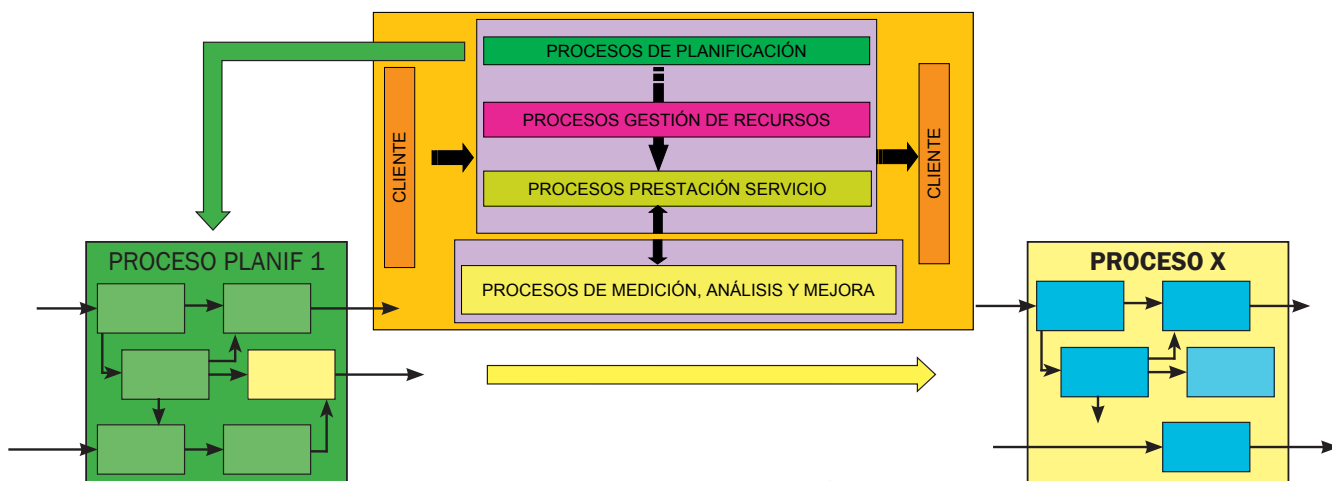 PROCESOS DE PLANIFICACIÓN
PROCESOS GESTIÓN DE RECURSOS
CLIENTE
CLIENTE
PROCESOS PRESTACIÓN SERVICIO
PROCESO PLANIF 1
PROCESOS DE MEDICIÓN, ANÁLISIS Y MEJORA
PROCESO X